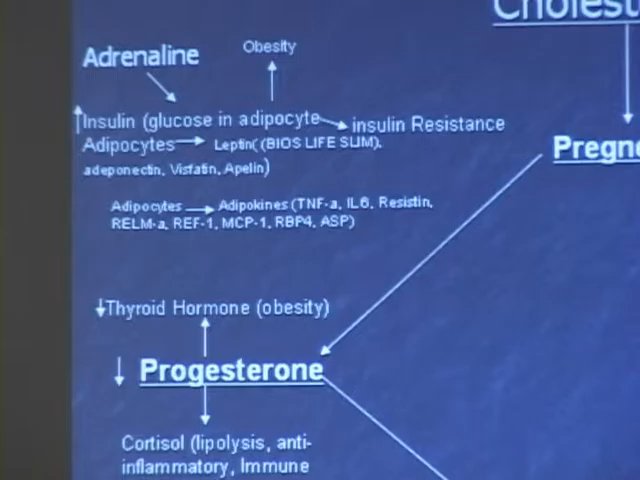 Cholest
Adrenaline
Obesity
Insulin (glucose in adipocyte
insulin Resistance
Adipocytes Leptin( (BIOS LIFE SLIM).
adeponectin, Visfatin, Apelin)
Adipocytes Adipokines (TNF-a, IL6, Resistin,
RELM-a, REF-1, MCP-1, RBP4, ASP)
Pregne
Thyroid Hormone (obesity)
Progesterone
Cortisol (lipolysis, anti-
inflammatory, Immune